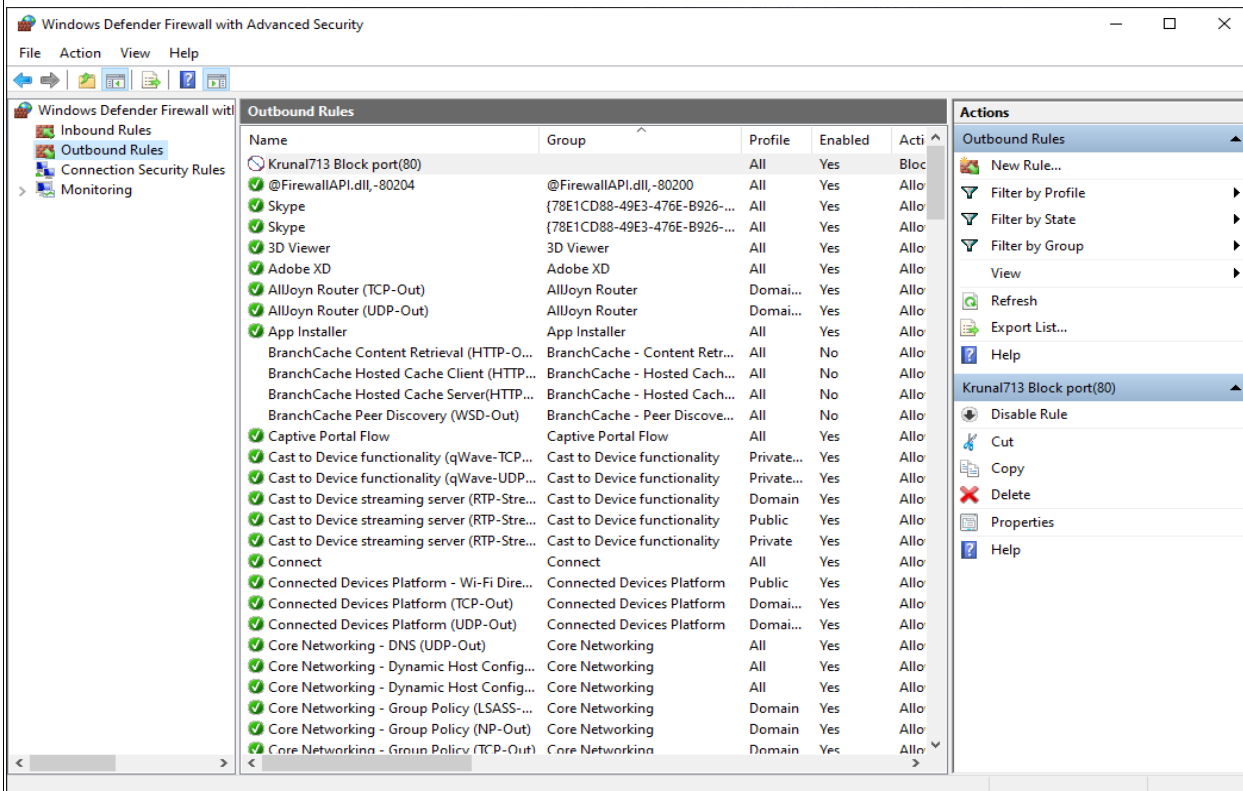 Windows Defender Firewall with Advanced Security
File Action View Help
Windows Defender Firewall witl
Inbound Rules
Outbound Rules
Connection Security Rules
Monitoring
Outbound Rules
Name Group Profile Enabled Acti
Krunal713 Block port(80) All Yes Bloc
@FirewallAPI.dll,-80204 @FirewallAPI.dll,-80200 All Yes Allo
Skype {78E1CD88-49E3-476E-B926-... All Yes Allo
Skype {78E1CD88-49E3-476E-B926-... All Yes Allo
3D Viewer 3D Viewer All Yes Allo
Adobe XD Adobe XD All Yes Allo
AllJoyn Router (TCP-Out) AllJoyn Router Domai... Yes Allo
AllJoyn Router (UDP-Out) AllJoyn Router Domai... Yes Allo
App Installer App Installer All Yes Allo
BranchCache Content Retrieval (HTTP-O... BranchCache - Content Retr... All No Allo
BranchCache Hosted Cache Client (HTTP... BranchCache - Hosted Cach... All No Allo
BranchCache Hosted Cache Server(HTTP... BranchCache - Hosted Cach... All No Allo
BranchCache Peer Discovery (WSD-Out) BranchCache - Peer Discove... All No Allo
Captive Portal Flow Captive Portal Flow All Yes Allo
Cast to Device functionality (qWave-TCP... Cast to Device functionality Private... Yes Allo
Cast to Device functionality (qWave-UDP... Cast to Device functionality Private... Yes Allo
Cast to Device streaming server (RTP-Stre... Cast to Device functionality Domain Yes Allo
Cast to Device streaming server (RTP-Stre... Cast to Device functionality Public Yes Allo
Cast to Device streaming server (RTP-Stre... Cast to Device functionality Private Yes Allo
Connect Connect All Yes Allo
Connected Devices Platform - Wi-Fi Dire... Connected Devices Platform Public Yes Allo
Connected Devices Platform (TCP-Out) Connected Devices Platform Domai... Yes Allo
Connected Devices Platform (UDP-Out) Connected Devices Platform Domai... Yes Allo
Core Networking - DNS (UDP-Out) Core Networking All Yes Allo
Core Networking - Dynamic Host Config... Core Networking All Yes Allo
Core Networking - Dynamic Host Config... Core Networking All Yes Allo
Core Networking - Group Policy (LSASS-... Core Networking Domain Yes Allo
Core Networking - Group Policy (NP-Out) Core Networking Domain Yes Allo
Core Networking - Group Policy (TCP-Out) Core Networking Domain Yes Allo
Actions
Outbound Rules
New Rule...
Filter by Profile
Filter by State
Filter by Group
View
Refresh
Export List...
Help
Krunal713 Block port(80)
Disable Rule
Cut
Copy
Delete
Properties
Help